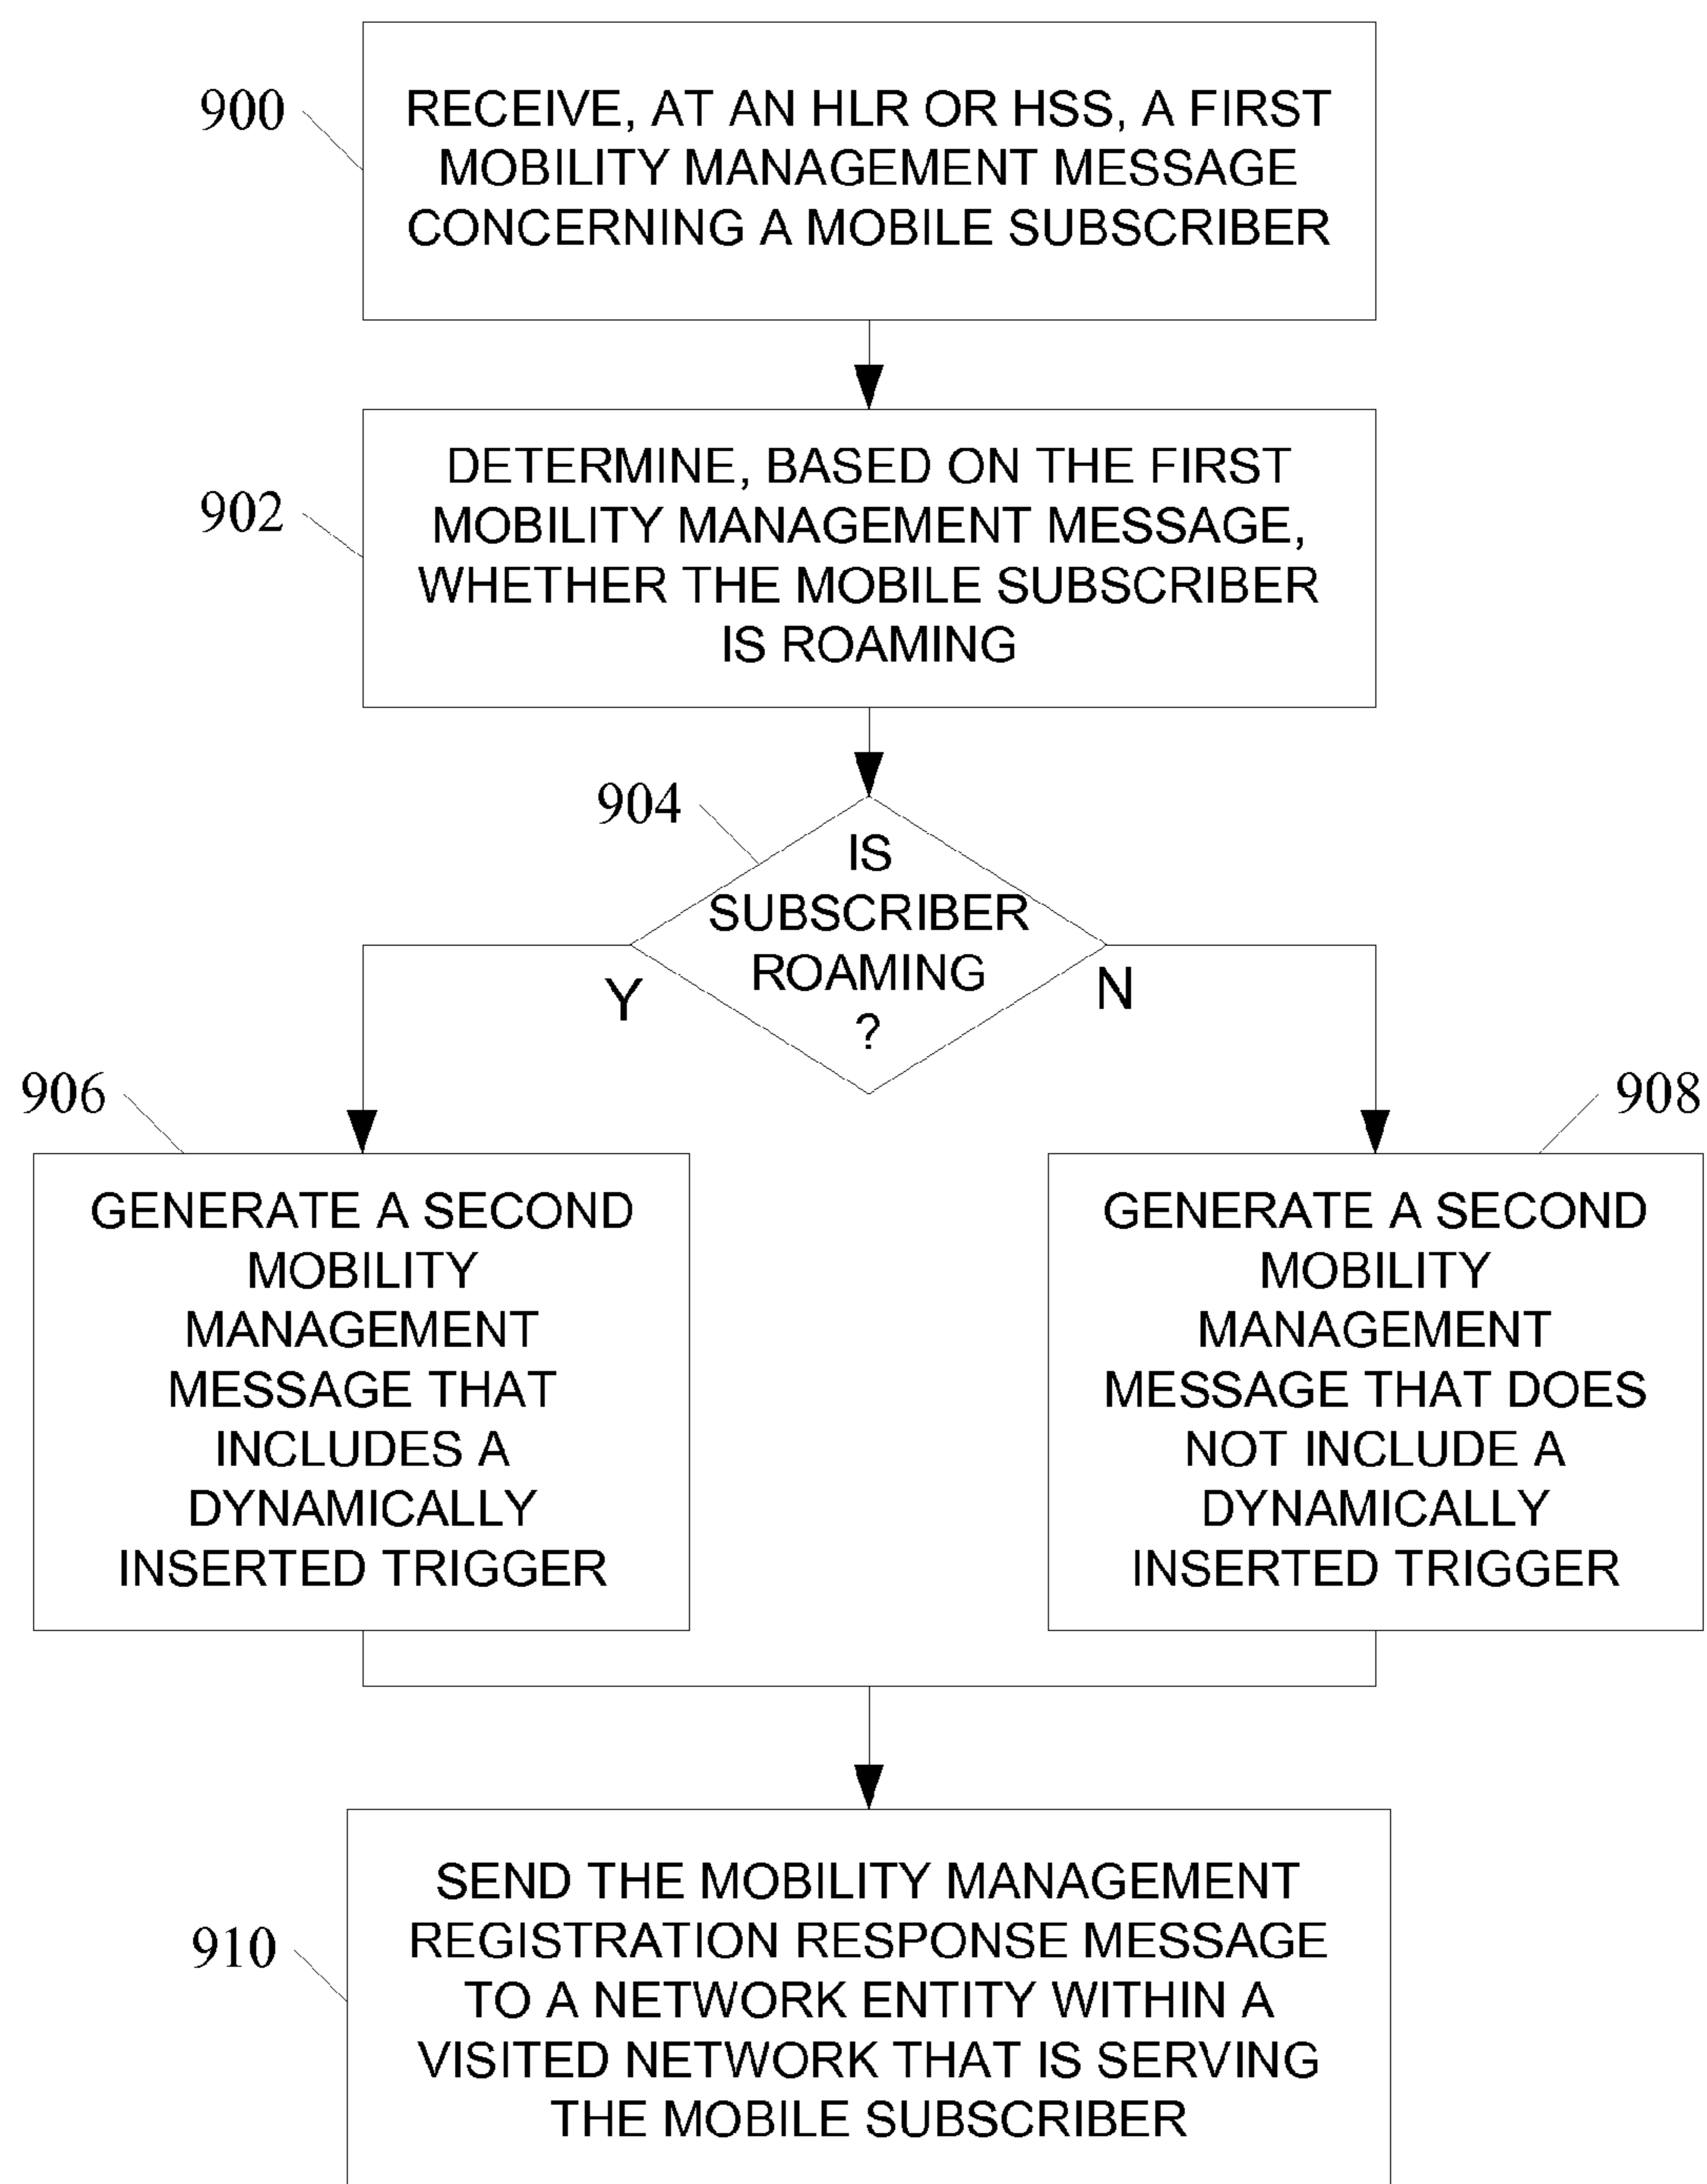 900
RECEIVE, AT AN HLR OR HSS, A FIRST
MOBILITY MANAGEMENT MESSAGE
CONCERNING A MOBILE SUBSCRIBER
902
DETERMINE, BASED ON THE FIRST
MOBILITY MANAGEMENT MESSAGE,
WHETHER THE MOBILE SUBSCRIBER
IS ROAMING
904
IS
SUBSCRIBER
ROAMING
?
Y
N
906
GENERATE A SECOND
MOBILITY
MANAGEMENT
MESSAGE THAT
INCLUDES A
DYNAMICALLY
INSERTED TRIGGER
908
GENERATE A SECOND
MOBILITY
MANAGEMENT
MESSAGE THAT DOES
NOT INCLUDE A
DYNAMICALLY
INSERTED TRIGGER
910
SEND THE MOBILITY MANAGEMENT
REGISTRATION RESPONSE MESSAGE
TO A NETWORK ENTITY WITHIN A
VISITED NETWORK THAT IS SERVING
THE MOBILE SUBSCRIBER